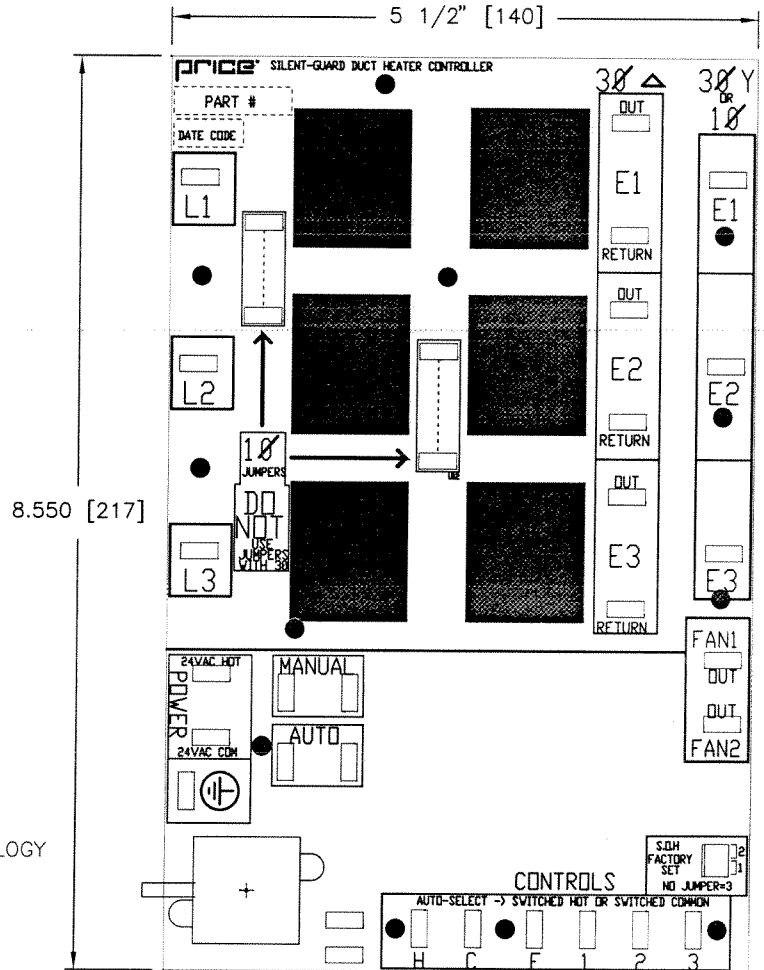 5 1/2" [140]
price® SILENT-GUARD DUCT HEATER CONTROLLER
PART #
DATE CODE
3Ø △
3Ø Y
OR
1Ø
L1
L2
L3
OUT
E1
RETURN
OUT
E2
RETURN
OUT
E3
RETURN
E1
E2
E3
1Ø
JUMPERS
DO
NOT
USE
JUMPERS
WITH 3Ø
8.550 [217]
FAN1
OUT
OUT
FAN2
24VAC HOT
POWER
24VAC COM
MANUAL
AUTO
LOGY
S.O.H
FACTORY
SET
2
1
NO JUMPER=3
CONTROLS
AUTO-SELECT -> SWITCHED HOT OR SWITCHED COMMON
H C F 1 2 3